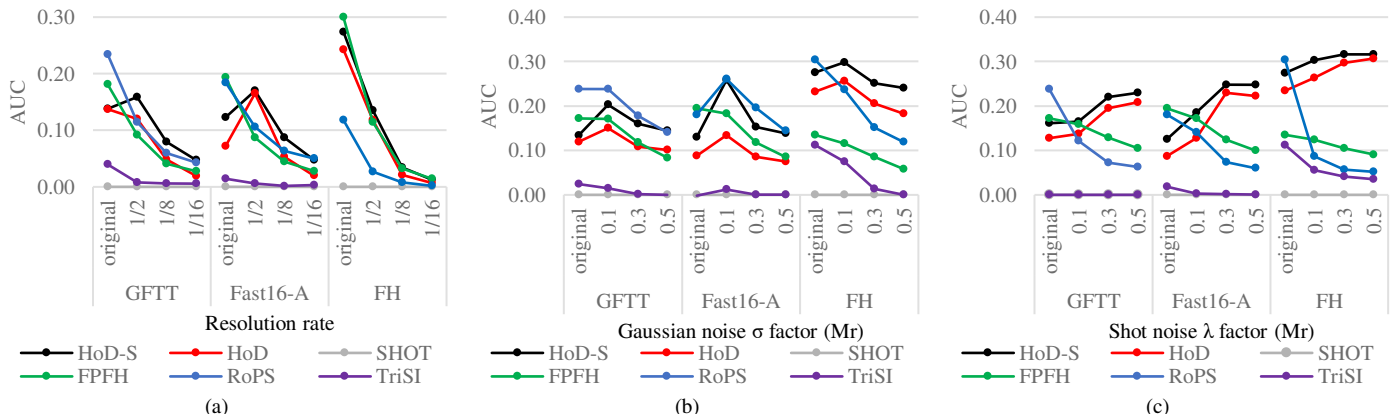 0.30
0.20
0.10
0.00
AUC
original
1/2
1/8
1/16
original
1/2
1/8
1/16
original
1/2
1/8
1/16
GFTT
Fast16-A
FH
Resolution rate
HoD-S
HoD
SHOT
FPFH
RoPS
TriSI
(a)
0.40
0.30
0.20
0.10
0.00
AUC
original
0.1
0.3
0.5
original
0.1
0.3
0.5
original
0.1
0.3
0.5
GFTT
Fast16-A
FH
Gaussian noise σ factor (Mr)
HoD-S
HoD
SHOT
FPFH
RoPS
TriSI
(b)
0.40
0.30
0.20
0.10
0.00
AUC
original
0.1
0.3
0.5
original
0.1
0.3
0.5
original
0.1
0.3
0.5
GFTT
Fast16-A
FH
Shot noise λ factor (Mr)
HoD-S
HoD
SHOT
FPFH
RoPS
TriSI
(c)